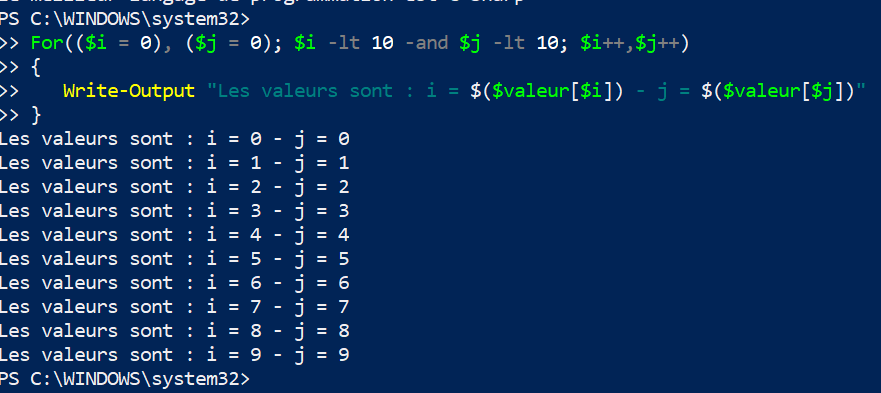 PS C:\WINDOWS\system32>
>> For(($i = 0), ($j = 0); $i -lt 10 -and $j -lt 10; $i++,$j++)
>> {
>>    Write-Output "Les valeurs sont : i = $($valeur[$i]) - j = $($valeur[$j])"
>> }
Les valeurs sont : i = 0 - j = 0
Les valeurs sont : i = 1 - j = 1
Les valeurs sont : i = 2 - j = 2
Les valeurs sont : i = 3 - j = 3
Les valeurs sont : i = 4 - j = 4
Les valeurs sont : i = 5 - j = 5
Les valeurs sont : i = 6 - j = 6
Les valeurs sont : i = 7 - j = 7
Les valeurs sont : i = 8 - j = 8
Les valeurs sont : i = 9 - j = 9
PS C:\WINDOWS\system32>